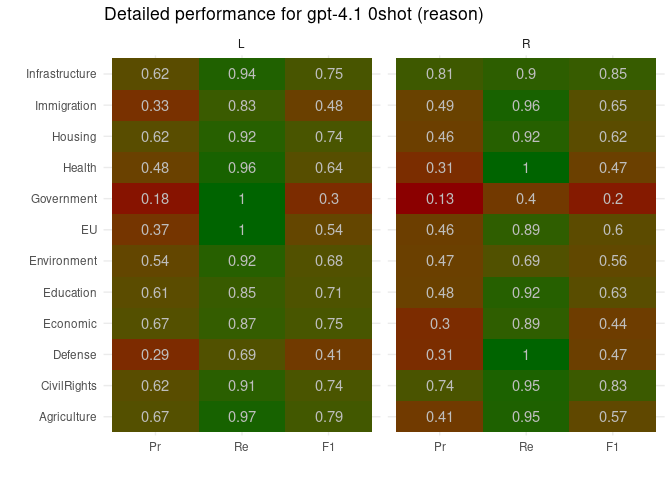 Detailed performance for gpt-4.1 0shot (reason)
L R
Infrastructure 0.62 0.94 0.75 0.81 0.9 0.85
Immigration 0.33 0.83 0.48 0.49 0.96 0.65
Housing 0.62 0.92 0.74 0.46 0.92 0.62
Health 0.48 0.96 0.64 0.31 1 0.47
Government 0.18 1 0.3 0.13 0.4 0.2
EU 0.37 1 0.54 0.46 0.89 0.6
Environment 0.54 0.92 0.68 0.47 0.69 0.56
Education 0.61 0.85 0.71 0.48 0.92 0.63
Economic 0.67 0.87 0.75 0.3 0.89 0.44
Defense 0.29 0.69 0.41 0.31 1 0.47
CivilRights 0.62 0.91 0.74 0.74 0.95 0.83
Agriculture 0.67 0.97 0.79 0.41 0.95 0.57
Pr Re F1 Pr Re F1